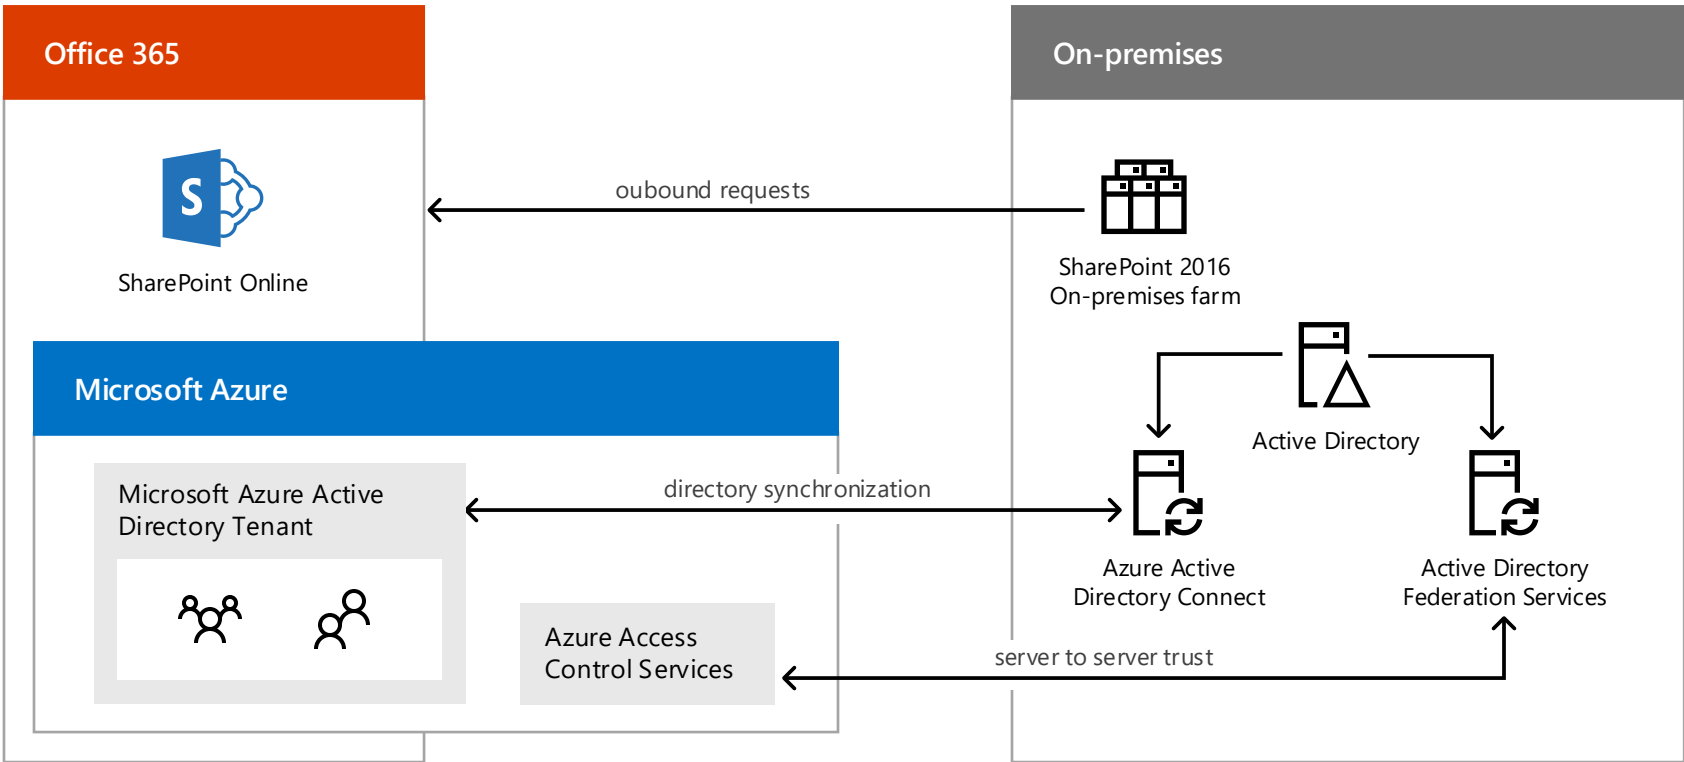 Office 365
On-premises
S
SharePoint Online
oubound requests
SharePoint 2016
On-premises farm
Microsoft Azure
Active Directory
Microsoft Azure Active
Directory Tenant
directory synchronization
Azure Active
Directory Connect
Active Directory
Federation Services
Azure Access
Control Services
server to server trust